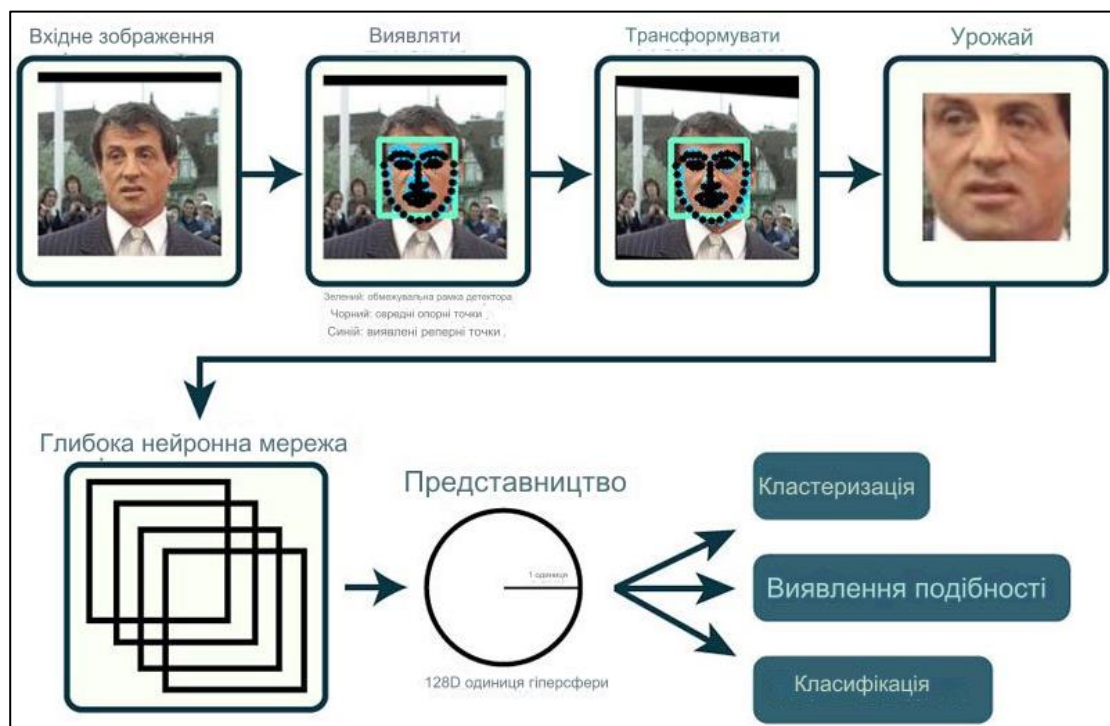 Вхідне зображення
Виявляти
Трансформувати
Урожай
Зелений: обмежувальна рамка детектора
Чорний: середні опорні точки
Синій: виявлені реперні точки
Глибока нейронна мережа
Представництво
1 одиниця
128D одиниця гіперсфери
Кластеризація
Виявлення подібності
Класифікація